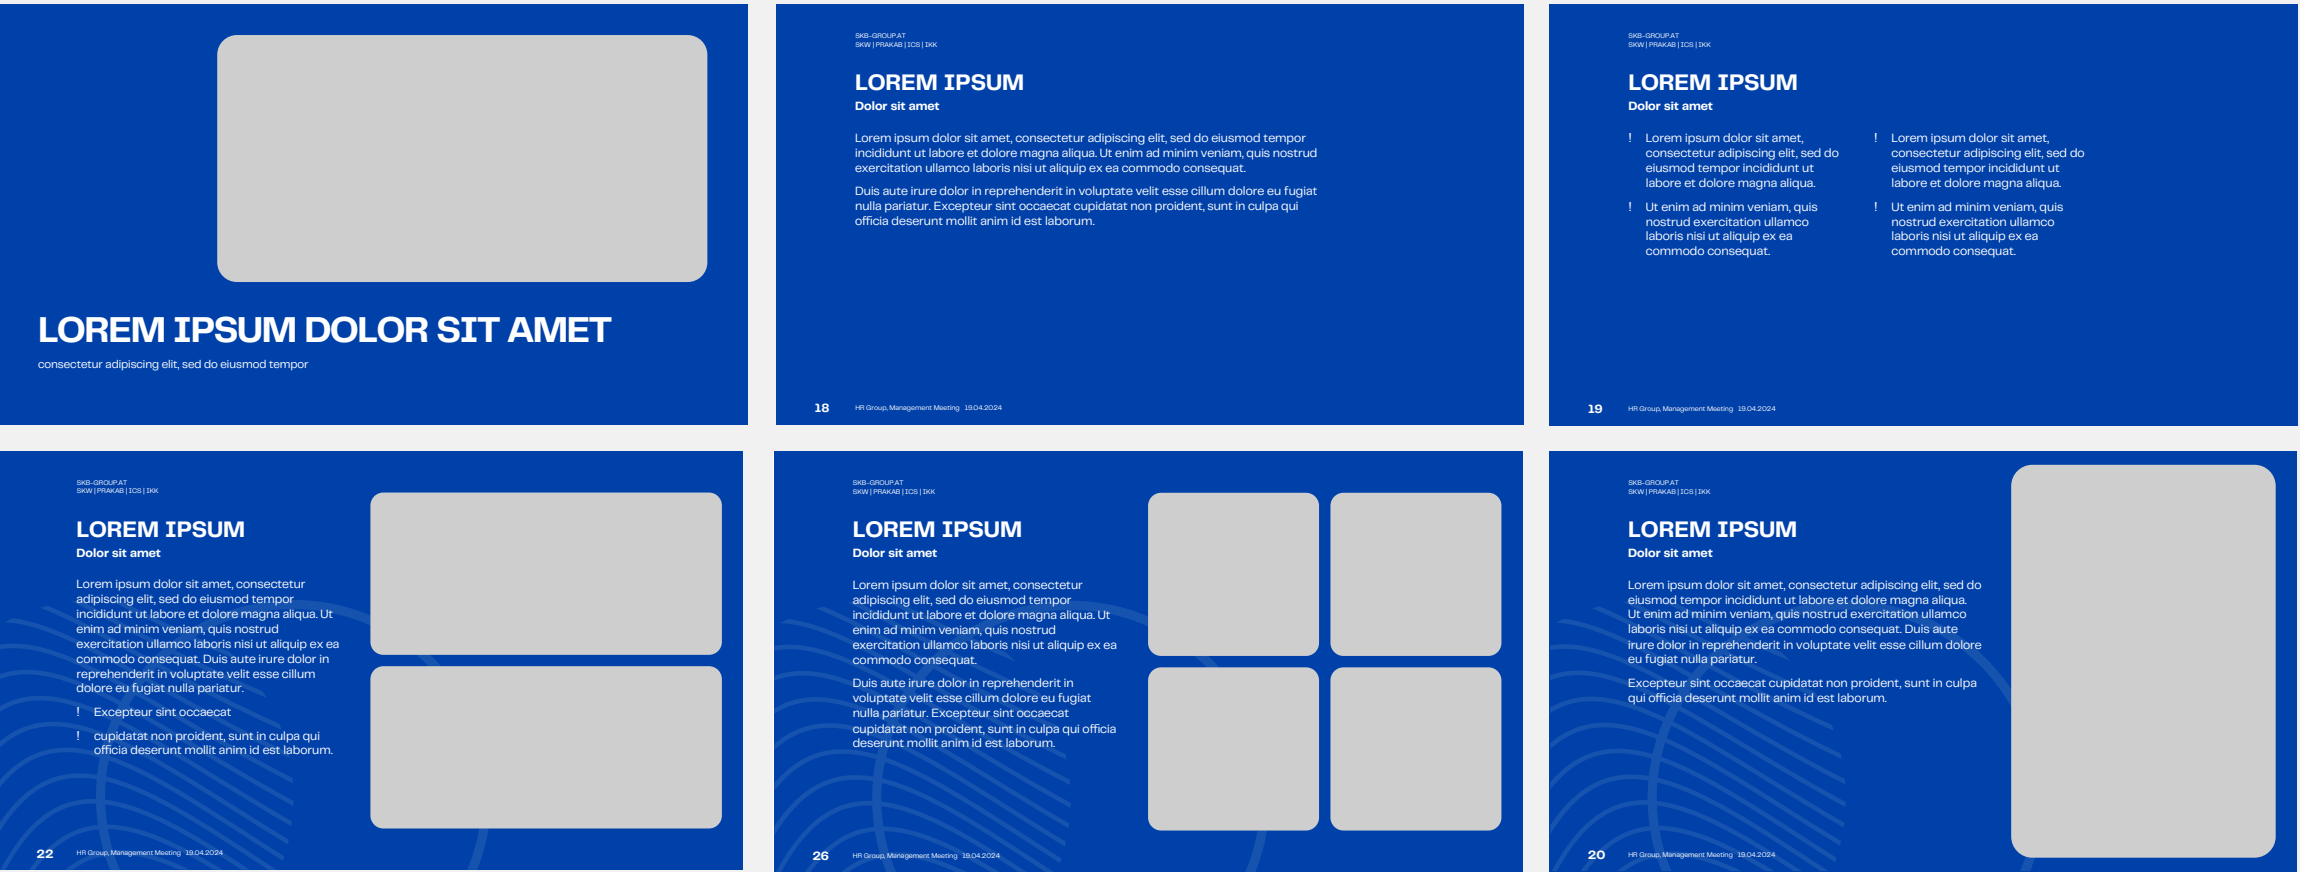 LOREM IPSUM DOLOR SIT AMET
consectetur adipiscing elit, sed do eiusmod tempor
SKB-GROUP.AT
SKW | PRAKAB | ICS | IKK
LOREM IPSUM
Dolor sit amet
Lorem ipsum dolor sit amet, consectetur adipiscing elit, sed do eiusmod tempor
incididunt ut labore et dolore magna aliqua. Ut enim ad minim veniam, quis nostrud
exercitation ullamco laboris nisi ut aliquip ex ea commodo consequat.
Duis aute irure dolor in reprehenderit in voluptate velit esse cillum dolore eu fugiat
nulla pariatur. Excepteur sint occaecat cupidatat non proident, sunt in culpa qui
officia deserunt mollit anim id est laborum.
18
HR Group, Management Meeting 19.04.2024
SKB-GROUP.AT
SKW | PRAKAB | ICS | IKK
LOREM IPSUM
Dolor sit amet
! Lorem ipsum dolor sit amet,
consectetur adipiscing elit, sed do
eiusmod tempor incididunt ut
labore et dolore magna aliqua.
! Ut enim ad minim veniam, quis
nostrud exercitation ullamco
laboris nisi ut aliquip ex ea
commodo consequat.
! Lorem ipsum dolor sit amet,
consectetur adipiscing elit, sed do
eiusmod tempor incididunt ut
labore et dolore magna aliqua.
! Ut enim ad minim veniam, quis
nostrud exercitation ullamco
laboris nisi ut aliquip ex ea
commodo consequat.
19
HR Group, Management Meeting 19.04.2024
SKB-GROUP.AT
SKW | PRAKAB | ICS | IKK
LOREM IPSUM
Dolor sit amet
Lorem ipsum dolor sit amet, consectetur
adipiscing elit, sed do eiusmod tempor
incididunt ut labore et dolore magna aliqua. Ut
enim ad minim veniam, quis nostrud
exercitation ullamco laboris nisi ut aliquip ex ea
commodo consequat. Duis aute irure dolor in
reprehenderit in voluptate velit esse cillum
dolore eu fugiat nulla pariatur.
! Excepteur sint occaecat
! cupidatat non proident, sunt in culpa qui
officia deserunt mollit anim id est laborum.
22
HR Group, Management Meeting 19.04.2024
SKB-GROUP.AT
SKW | PRAKAB | ICS | IKK
LOREM IPSUM
Dolor sit amet
Lorem ipsum dolor sit amet, consectetur
adipiscing elit, sed do eiusmod tempor
incididunt ut labore et dolore magna aliqua. Ut
enim ad minim veniam, quis nostrud
exercitation ullamco laboris nisi ut aliquip ex ea
commodo consequat.
Duis aute irure dolor in reprehenderit in
voluptate velit esse cillum dolore eu fugiat
nulla pariatur. Excepteur sint occaecat
cupidatat non proident, sunt in culpa qui officia
deserunt mollit anim id est laborum.
26
HR Group, Management Meeting 19.04.2024
SKB-GROUP.AT
SKW | PRAKAB | ICS | IKK
LOREM IPSUM
Dolor sit amet
Lorem ipsum dolor sit amet, consectetur adipiscing elit, sed do
eiusmod tempor incididunt ut labore et dolore magna aliqua.
Ut enim ad minim veniam, quis nostrud exercitation ullamco
laboris nisi ut aliquip ex ea commodo consequat. Duis aute
irure dolor in reprehenderit in voluptate velit esse cillum dolore
eu fugiat nulla pariatur.
Excepteur sint occaecat cupidatat non proident, sunt in culpa
qui officia deserunt mollit anim id est laborum.
20
HR Group, Management Meeting 19.04.2024